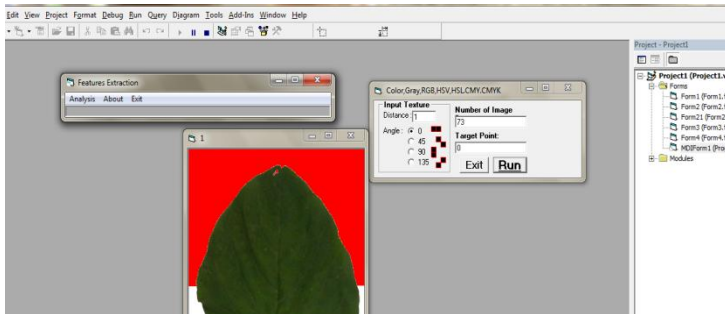 Edit View Project Format Debug Run Query Diagram Tools Add-Ins Window Help
Project - Project1
Features Extraction
Analysis About Exit
1
Color,Gray,RGB,HSV,HSL,CMY,CMYK
Input Texture
Distance : 1
Angle : 0
45
90
135
Number of Image
73
Target Point:
0
Exit Run
Project1 (Project1.v
Forms
Form1 (Form1.
Form2 (Form2.
Form21 (Form2
Form3 (Form3.
Form4 (Form4.
MDIForm1 (Pro
Modules